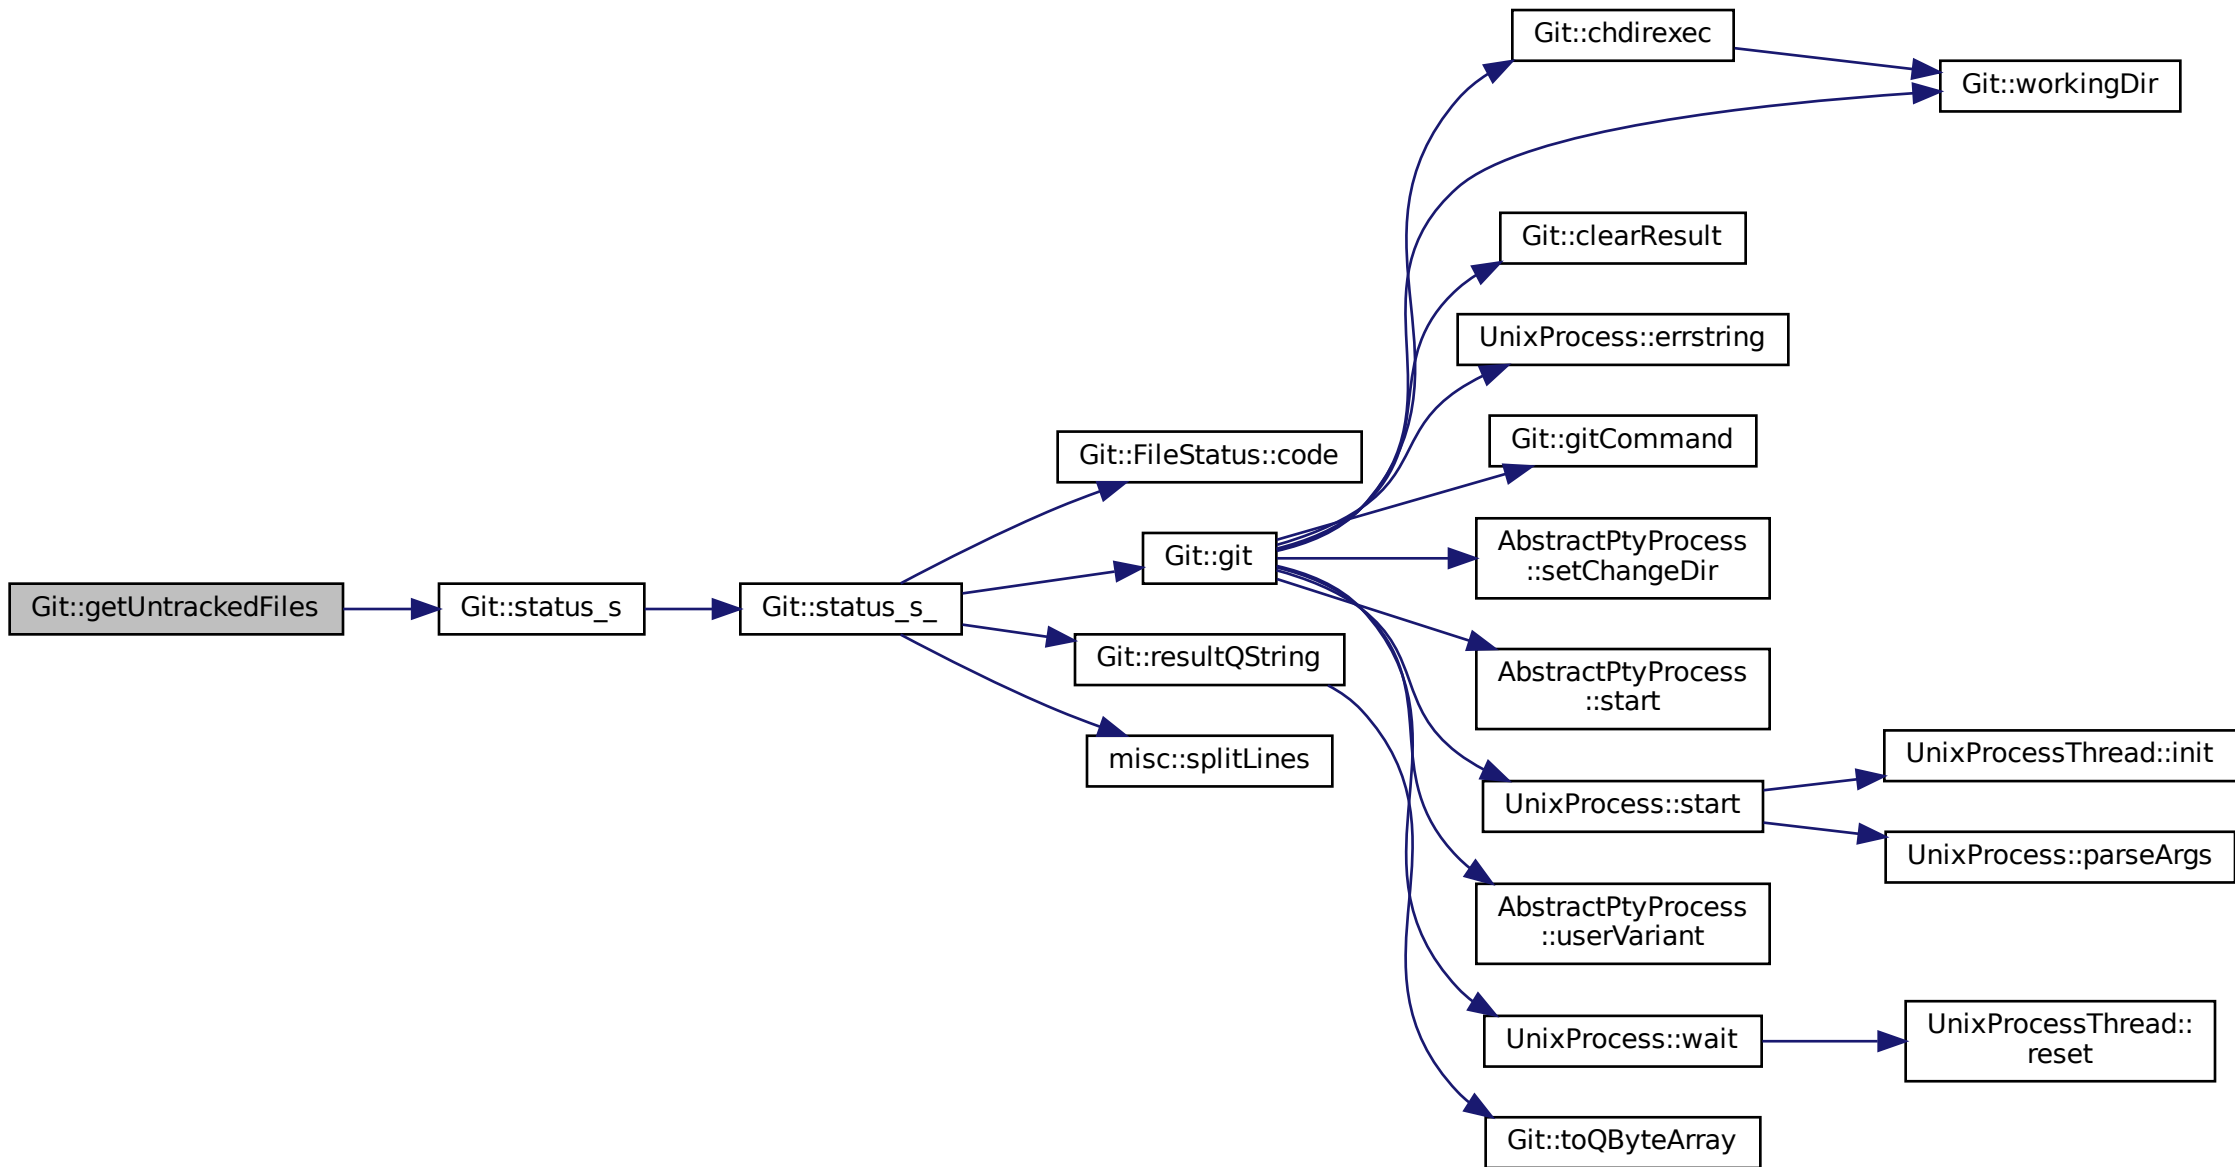 Git::getUntrackedFiles
Git::status_s
Git::status_s_
Git::FileStatus::code
Git::git
Git::resultQString
misc::splitLines
Git::chdirexec
Git::workingDir
Git::clearResult
UnixProcess::errstring
Git::gitCommand
AbstractPtyProcess
::setChangeDir
AbstractPtyProcess
::start
UnixProcess::start
UnixProcessThread::init
UnixProcess::parseArgs
AbstractPtyProcess
::userVariant
UnixProcess::wait
UnixProcessThread::
reset
Git::toQByteArray